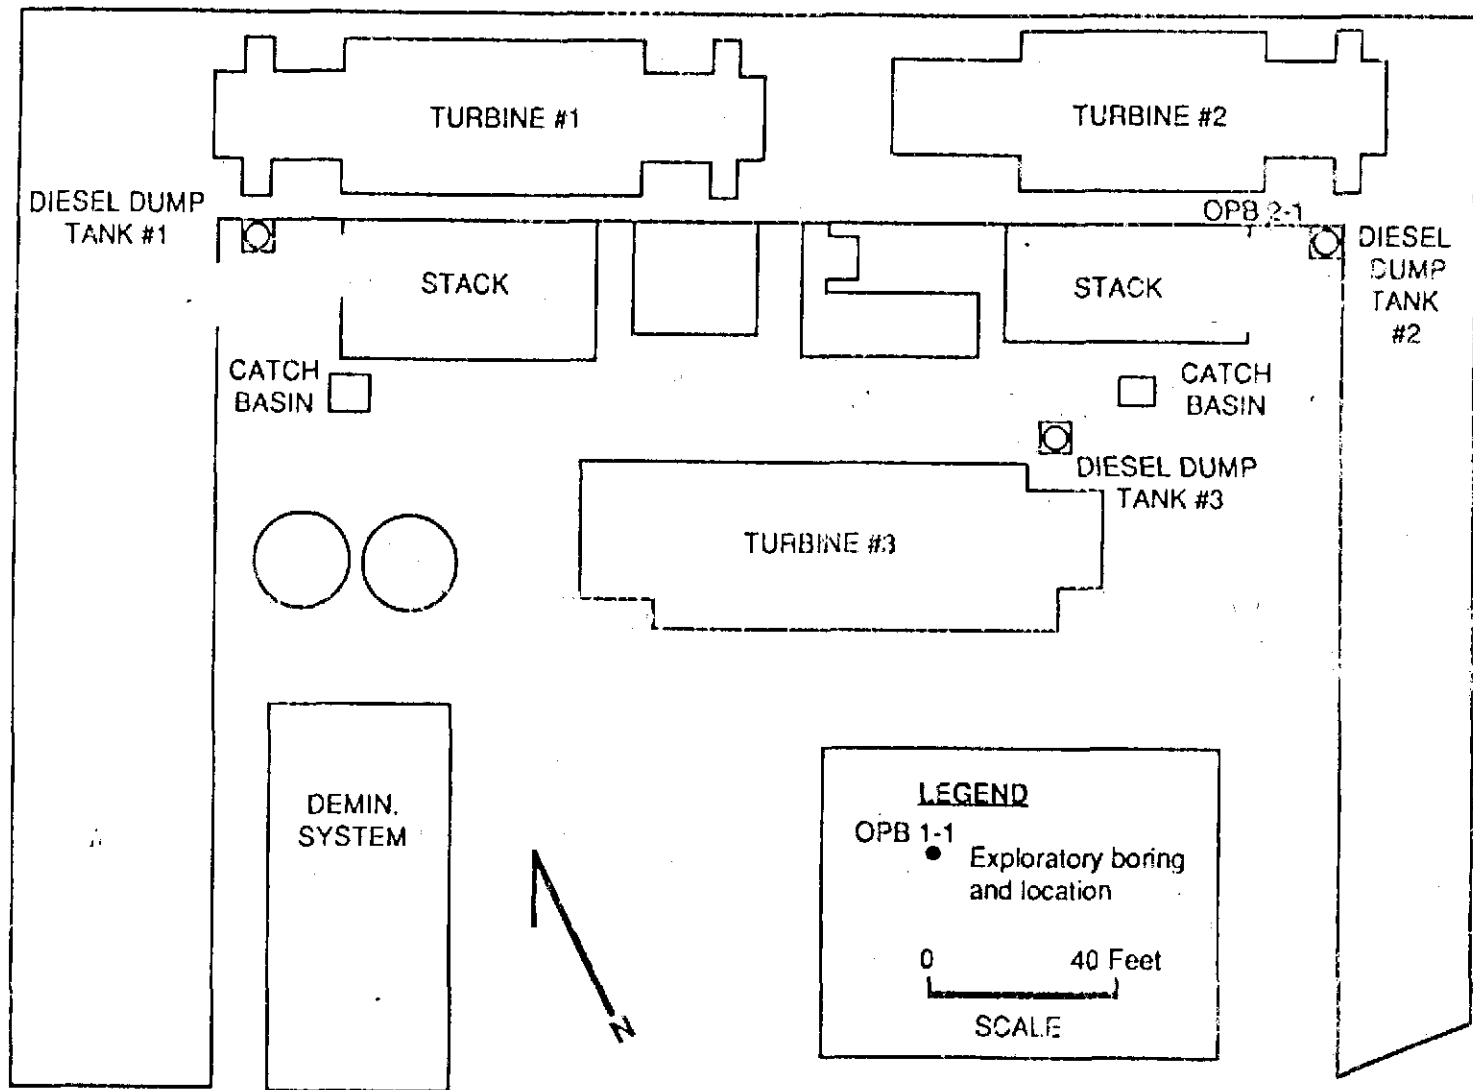 TURBINE #1
TURBINE #2
DIESEL DUMP
TANK #1
OPB 2-1
DIESEL
DUMP
TANK
#2
STACK
STACK
CATCH
BASIN
CATCH
BASIN
DIESEL DUMP
TANK #3
TURBINE #3
DEMIN.
SYSTEM
LEGEND
OPB 1-1
Exploratory boring
and location
0 40 Feet
SCALE
N